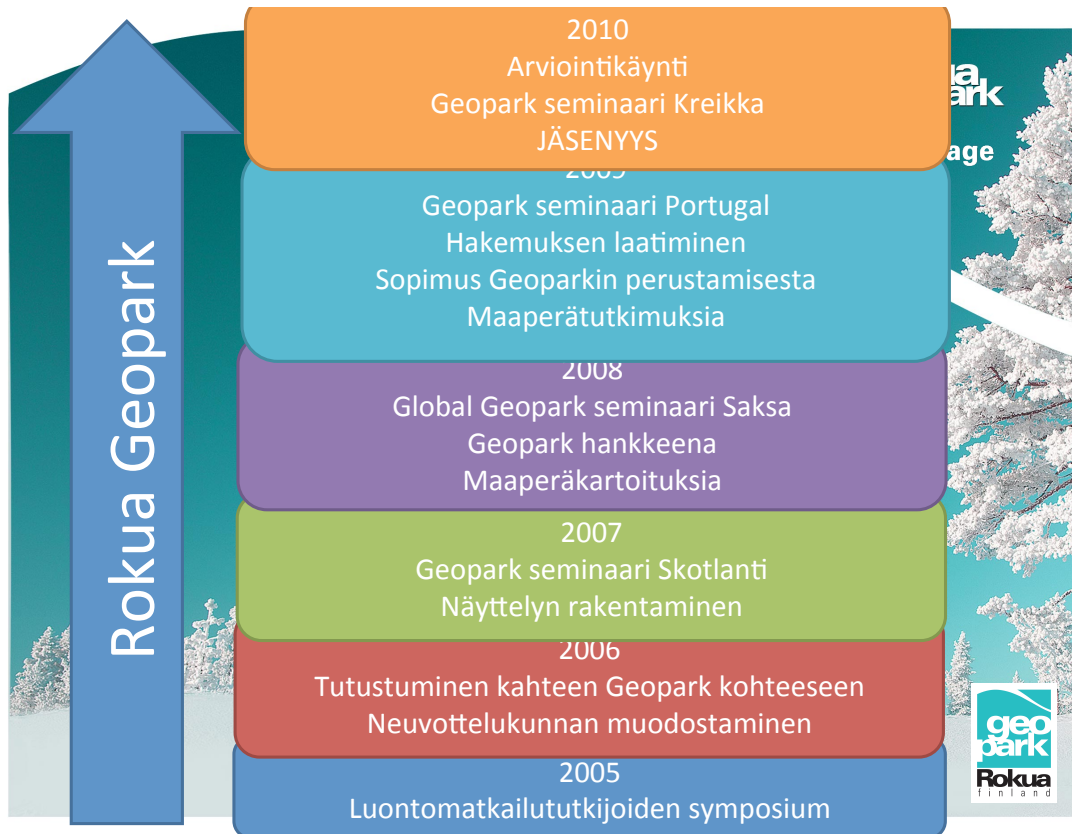 Rokua Geopark
2010
Arviointikäynti
Geopark seminaari Kreikka
JÄSENYYS
Geopark seminaari Portugal
Hakemuksen laatiminen
Sopimus Geoparkin perustamisesta
Maaperätutkimuksia
2008
Global Geopark seminaari Saksa
Geopark hankkeena
Maaperäkartoituksia
2007
Geopark seminaari Skotlanti
Näyttelyn rakentaminen
2006
Tutustuminen kahteen Geopark kohteeseen
Neuvottelukunnan muodostaminen
2005
Luontomatkailututkijoiden symposium
geo
park
Rokua
finland